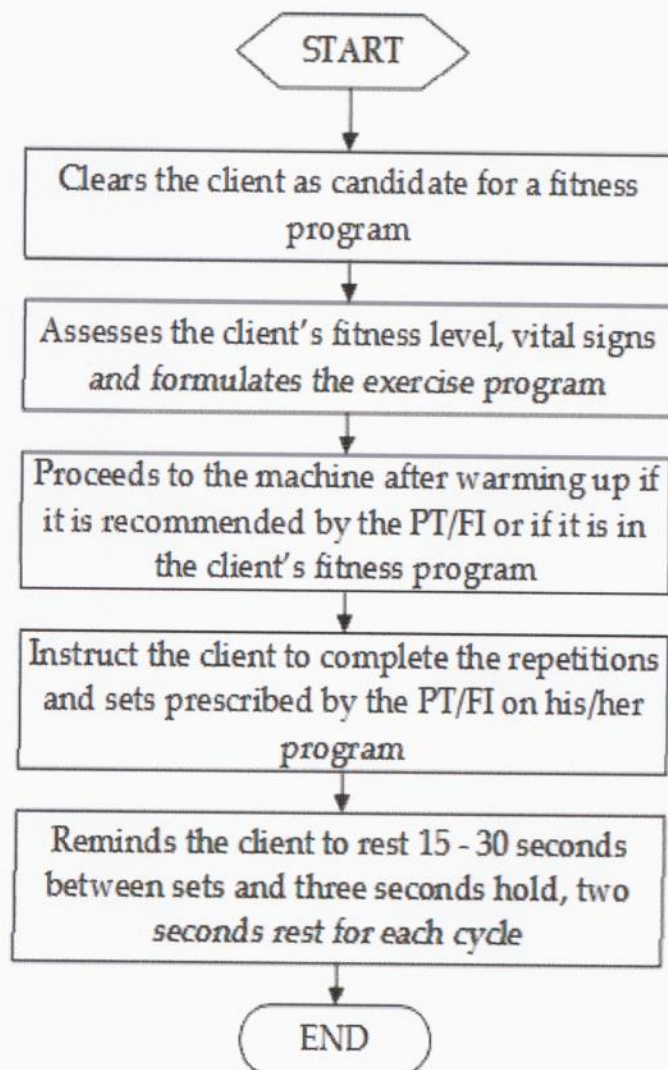 START
Clears the client as candidate for a fitness
program
Assesses the client's fitness level, vital signs
and formulates the exercise program
Proceeds to the machine after warming up if
it is recommended by the PT/FI or if it is in
the client's fitness program
Instruct the client to complete the repetitions
and sets prescribed by the PT/FI on his/her
program
Reminds the client to rest 15 - 30 seconds
between sets and three seconds hold, two
seconds rest for each cycle
END